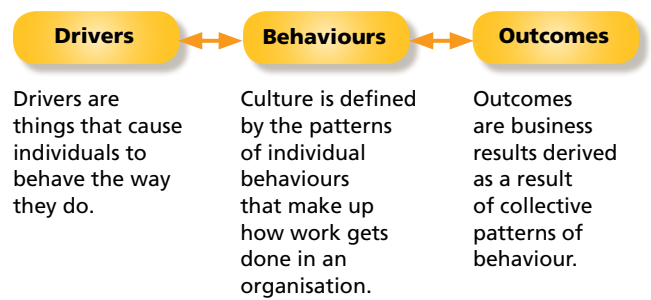 Drivers
Behaviours
Outcomes
Drivers are
things that cause
individuals to
behave the way
they do.
Culture is defined
by the patterns
of individual
behaviours
that make up
how work gets
done in an
organisation.
Outcomes
are business
results derived
as a result
of collective
patterns of
behaviour.